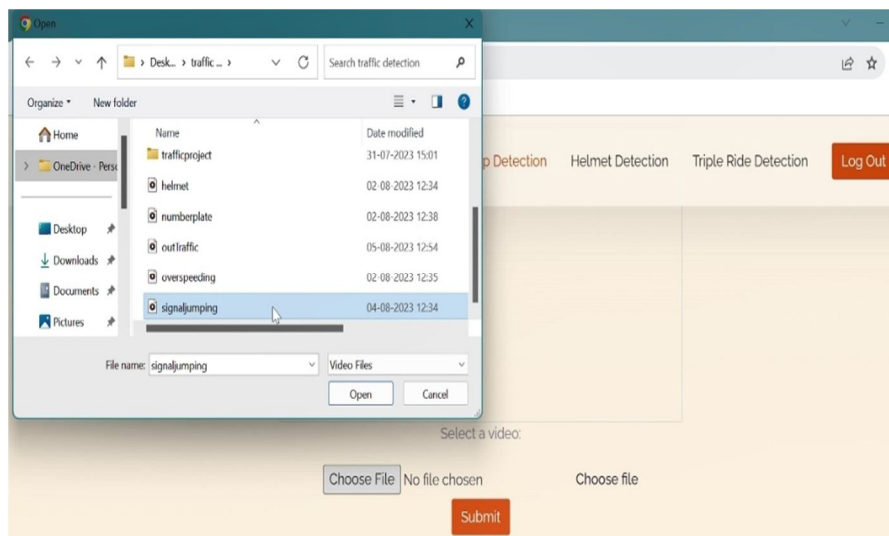 Open
Desk... › traffic ... ›
Search traffic detection
Organize
New folder
Home
OneDrive - Perso
Desktop
Downloads
Documents
Pictures
Name
Date modified
trafficproject 31-07-2023 15:01
helmet 02-08-2023 12:34
numberplate 02-08-2023 12:38
outTraffic 05-08-2023 12:54
overspeeding 02-08-2023 12:35
signaljumping 04-08-2023 12:34
File name: signaljumping
Video Files
Open
Cancel
p Detection
Helmet Detection
Triple Ride Detection
Log Out
Select a video:
Choose File No file chosen
Choose file
Submit